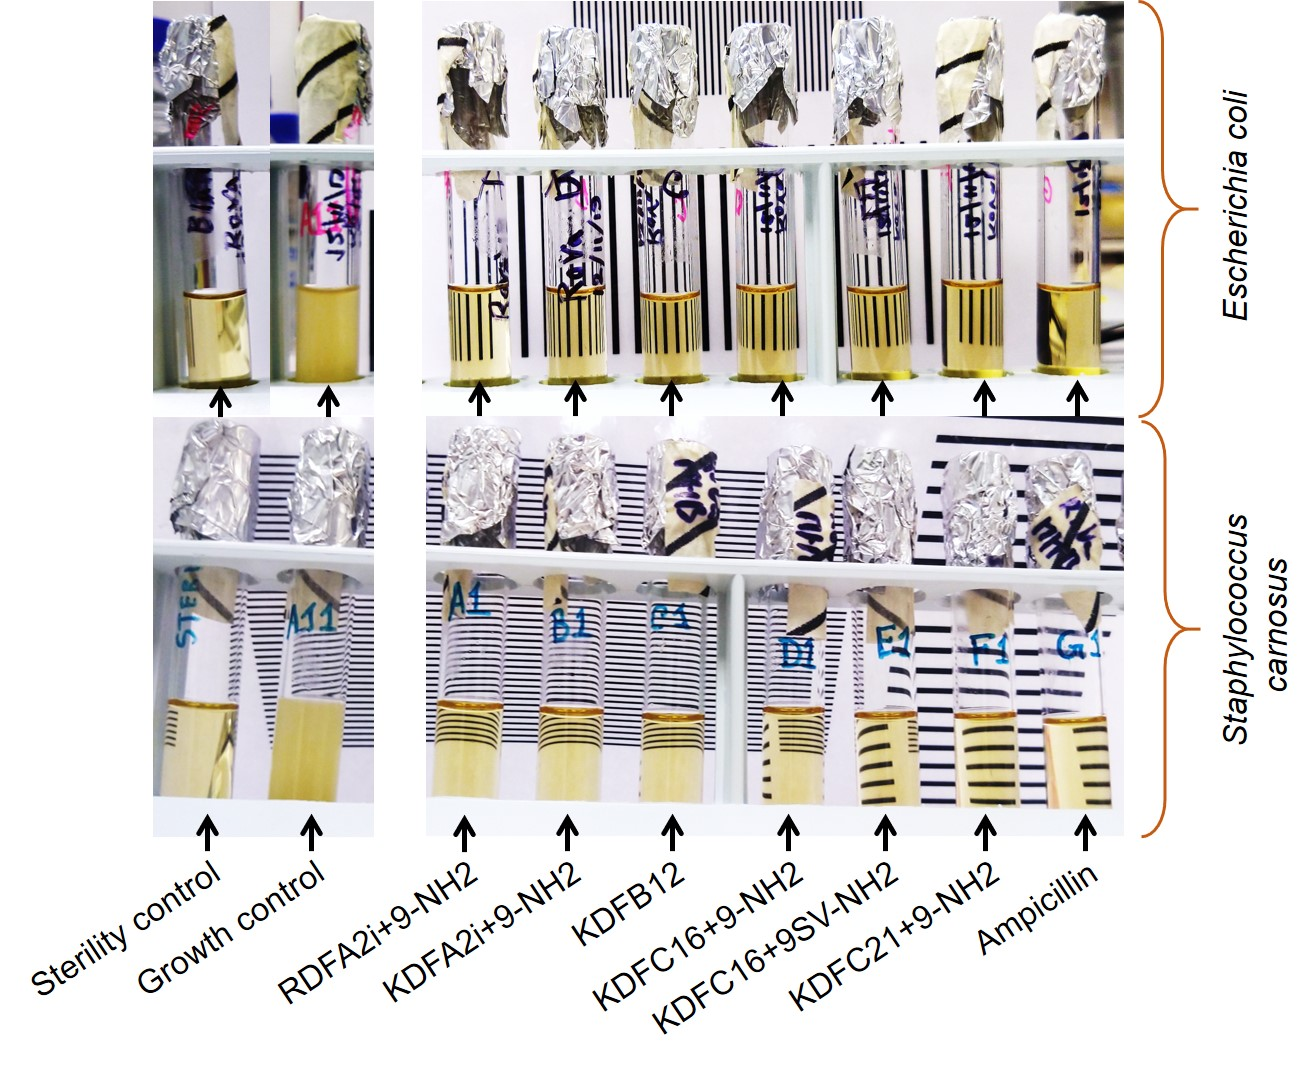 Escherichia coli
STERI
A11
A1
B1
C1
D1
E1
F1
G1
Staphylococcus
carnosus
Sterility control
Growth control
RDFA2i+9-NH2
KDFA2i+9-NH2
KDFB12
KDFC16+9-NH2
KDFC16+9SV-NH2
KDFC21+9-NH2
Ampicillin